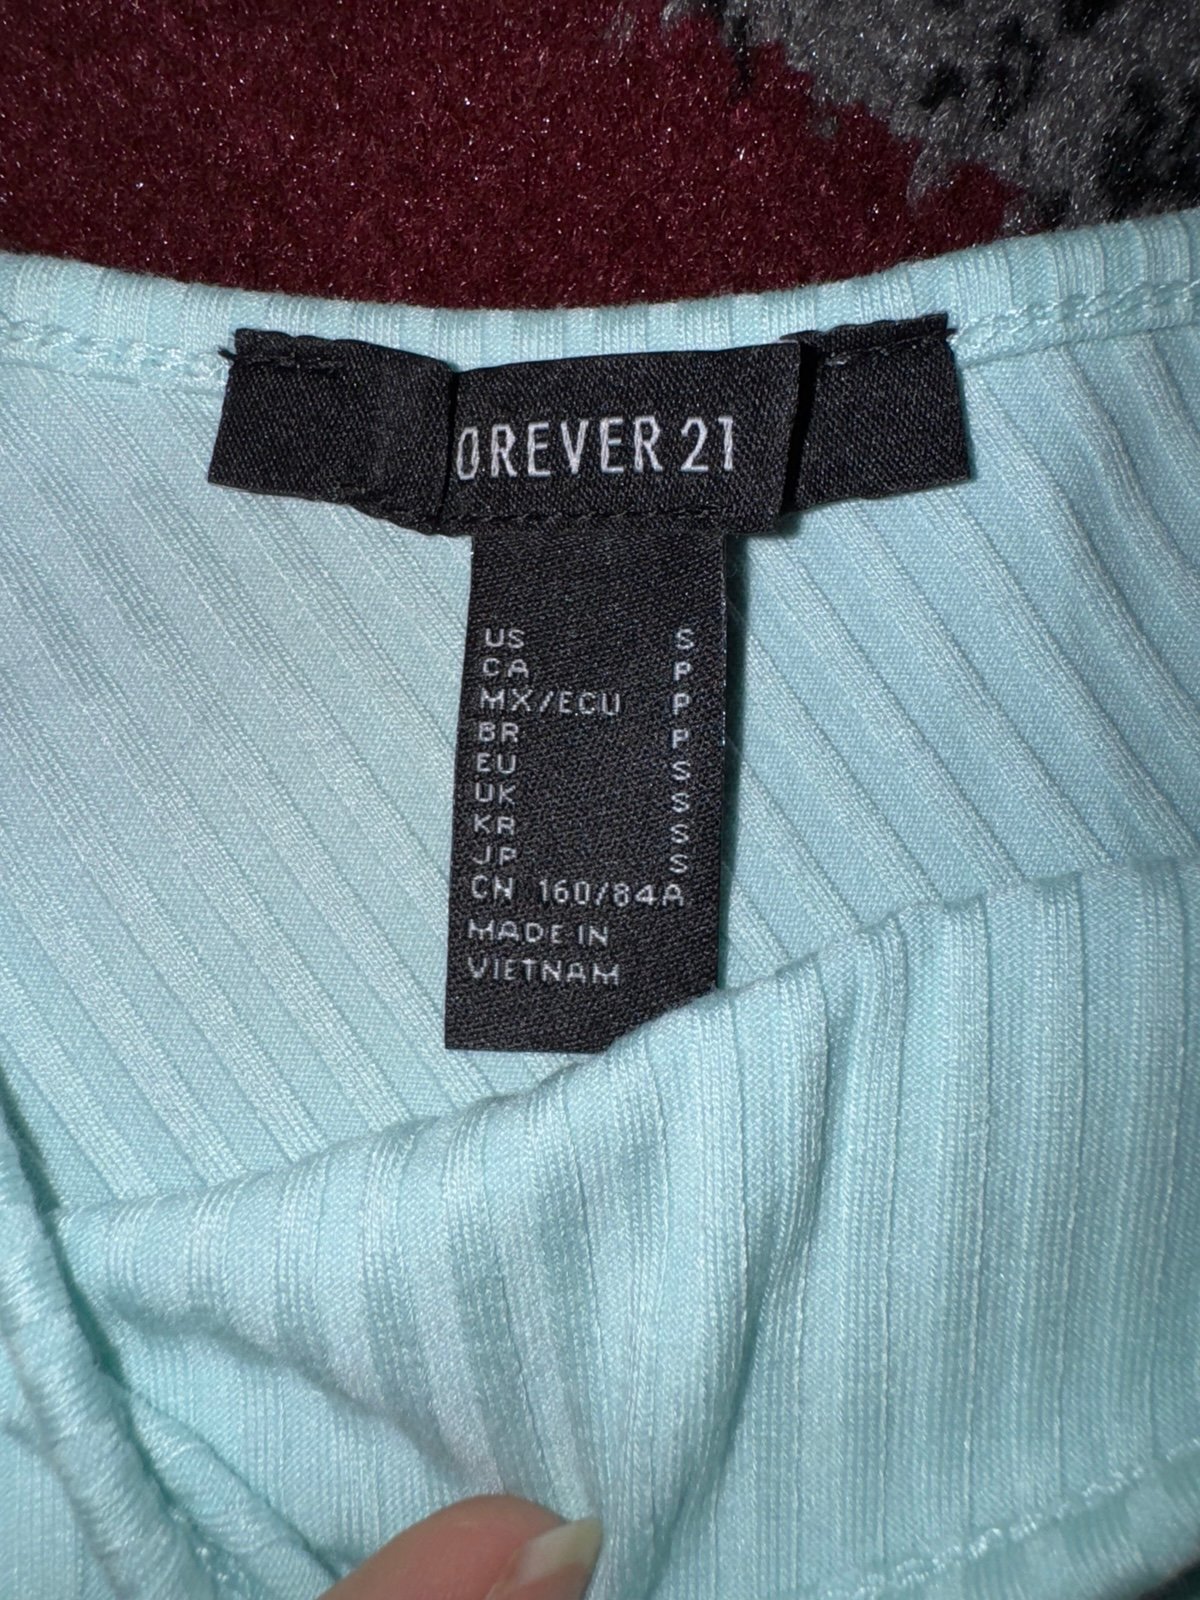 OREVER 21
US S
CA P
MX/ECU P
BR P
EU S
UK S
KR S
JP S
CN 160/84A
MADE IN
VIETNAM